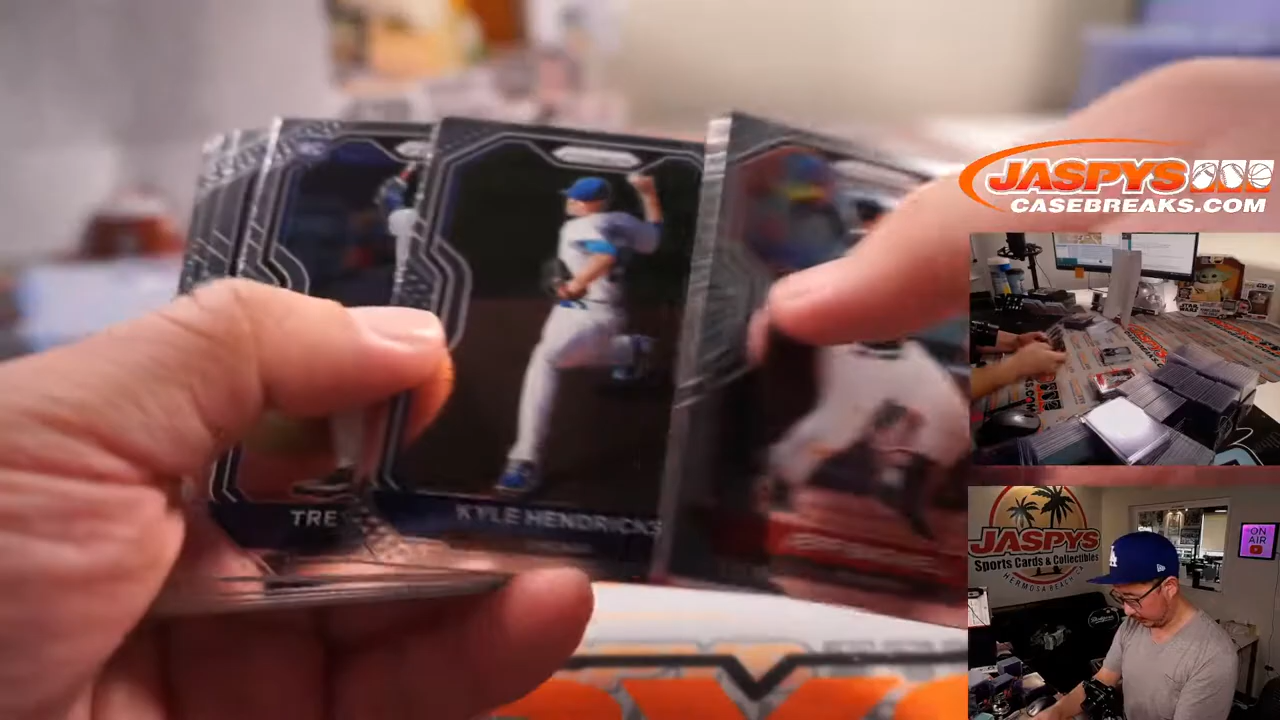 JASPYS
CASEBREAKS.COM
TRE
KYLE HENDRICKS
JASPYS
Sports Cards & Collectibles
HERMOSA BEACH, CA
ON
AIR